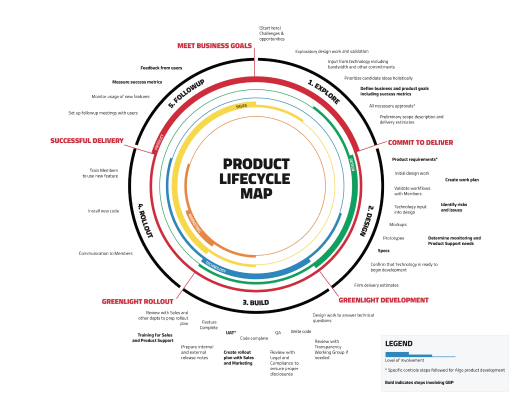 (Start here)
Challenges &
opportunities
MEET BUSINESS GOALS
Exploratory design work and validation
Input from technology including
bandwidth and other commitments
Prioritize candidate ideas holistically
Define business and product goals
including success metrics
All necessary approvals*
Preliminary scope description and
delivery estimates
1. EXPLORE
COMMIT TO DELIVER
Product requirements*
Initial design work
Create work plan
Validate workflows
with Members
Technology input
into design
Identify risks
and issues
Mockups
Prototypes
Determine monitoring and
Product Support needs
Specs
Confirm that Technology is ready to
begin development
Firm delivery estimates
2. DESIGN
GREENLIGHT DEVELOPMENT
Design work to answer technical
questions
Write code
QA
Review with
Transparency
Working Group if
needed
Code complete
UAT*
Review with
Legal and
Compliance to
ensure proper
disclosures
Create rollout
plan with Sales
and Marketing
Feature
Complete
Prepare internal
and external
release notes
3. BUILD
GREENLIGHT ROLLOUT
Review with Sales and
other depts to prep rollout
plan
Training for Sales
and Product Support
Communication to Members
Install new code
Train Members
to use new feature
4. ROLLOUT
SUCCESSFUL DELIVERY
Set up followup meetings with users
Monitor usage of new features
Measure success metrics
Feedback from users
5. FOLLOWUP
SALES
PRODUCT
LIFECYCLE
MAP
LEGEND
Level of involvement
* Specific controls steps followed for Algo product development
Bold indicates steps involving GBP